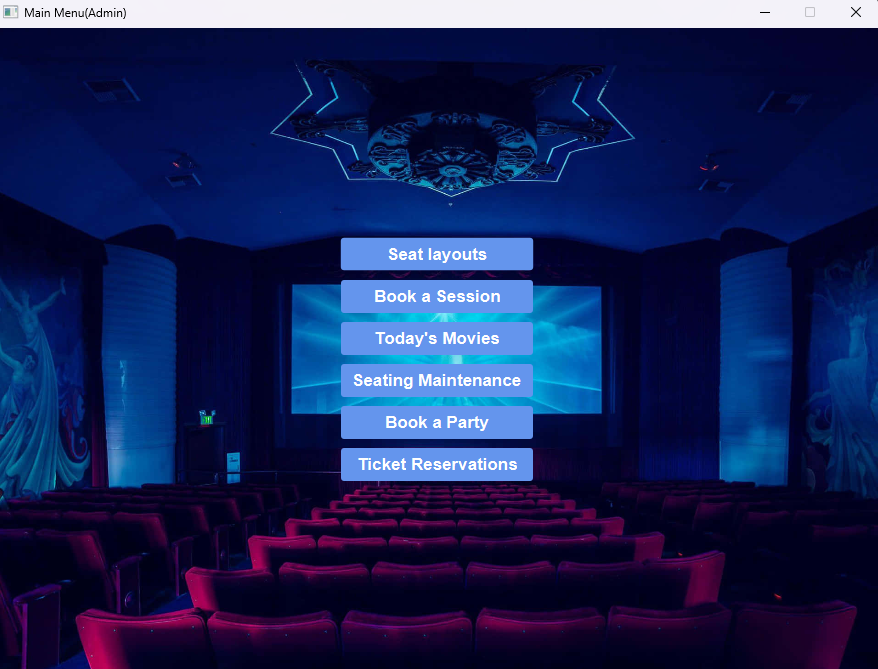 Main Menu(Admin)
Seat layouts
Book a Session
Today's Movies
Seating Maintenance
Book a Party
Ticket Reservations